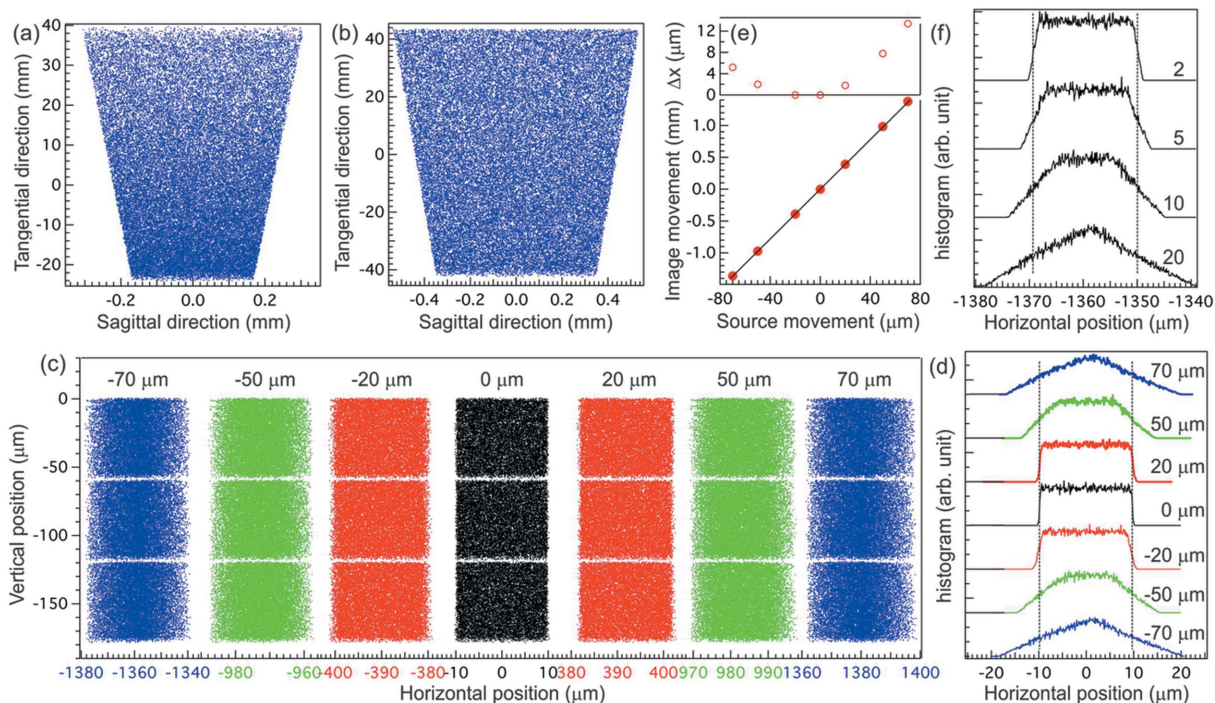 (a)
Tangential direction (mm)
40
30
20
10
0
-10
-20
-0.2
0.0
0.2
Sagittal direction (mm)
(b)
Tangential direction (mm)
40
20
0
-20
-40
-0.4
-0.2
0.0
0.2
0.4
Sagittal direction (mm)
(e)
Δx (μm)
12
8
4
0
Image movement (mm)
1.0
0.5
0.0
-0.5
-1.0
-80
-40
0
40
80
Source movement (μm)
(f)
histogram (arb. unit)
2
5
10
20
-1380
-1370
-1360
-1350
-1340
Horizontal position (μm)
(c)
-70 μm
-50 μm
-20 μm
0 μm
20 μm
50 μm
70 μm
Vertical position (μm)
0
-50
-100
-150
-1380
-1360
-1340
-980
-960
-400
-390
-380
-10
0
10
380
390
400
970
980
990
1360
1380
1400
Horizontal position (μm)
(d)
histogram (arb. unit)
70 μm
50 μm
20 μm
0 μm
-20 μm
-50 μm
-70 μm
-20
-10
0
10
20
Horizontal position (μm)